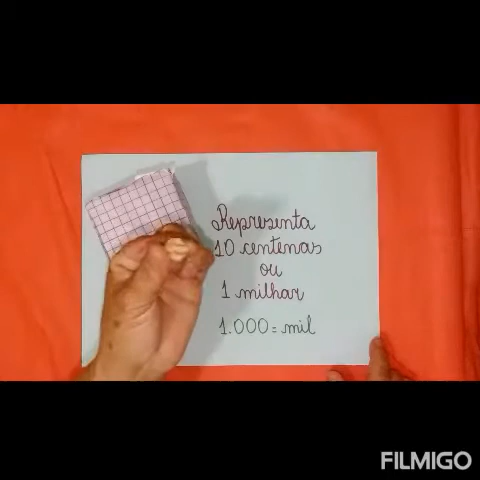 Representa
10 centenas
ou
1 milhar
1.000 = mil
FILMIGO